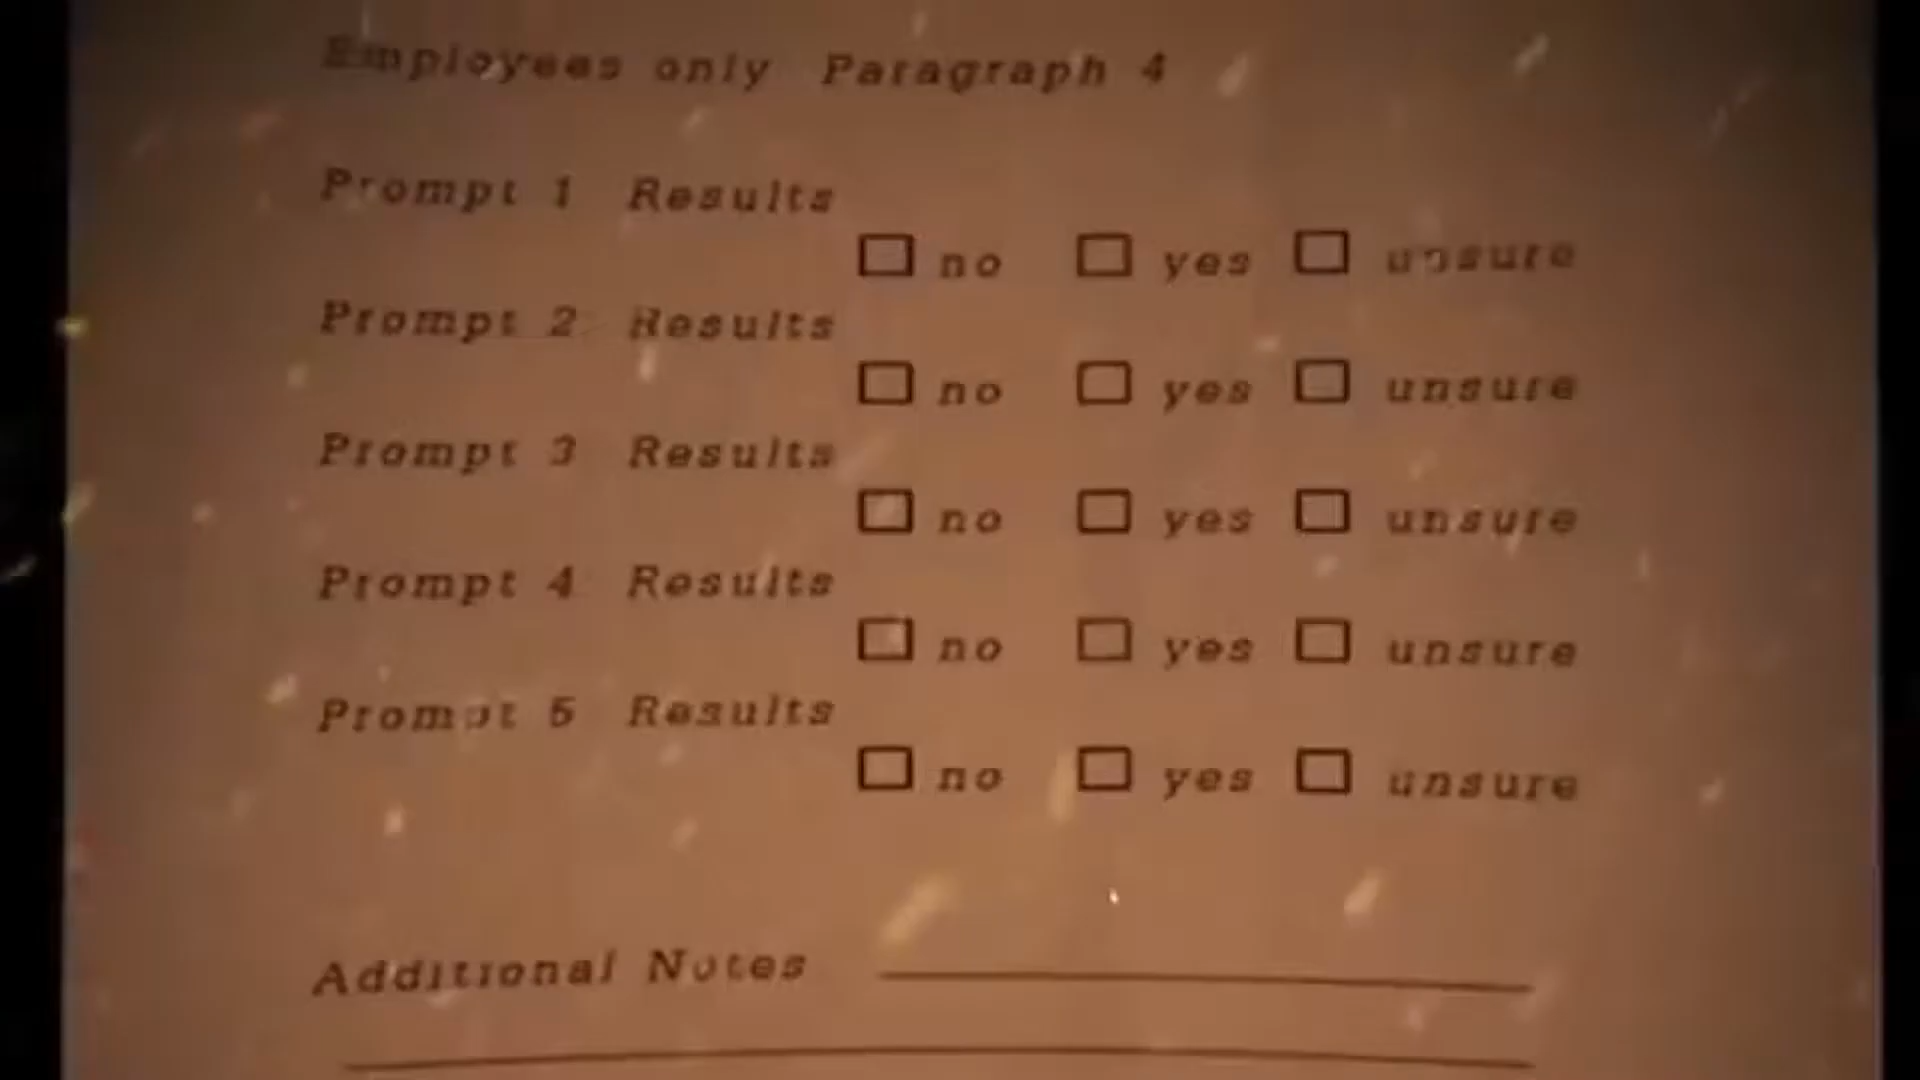 Employees only Paragraph 4
Prompt 1 Results
no yes unsure
Prompt 2 Results
no yes unsure
Prompt 3 Results
no yes unsure
Prompt 4 Results
no yes unsure
Prompt 5 Results
no yes unsure
Additional Notes